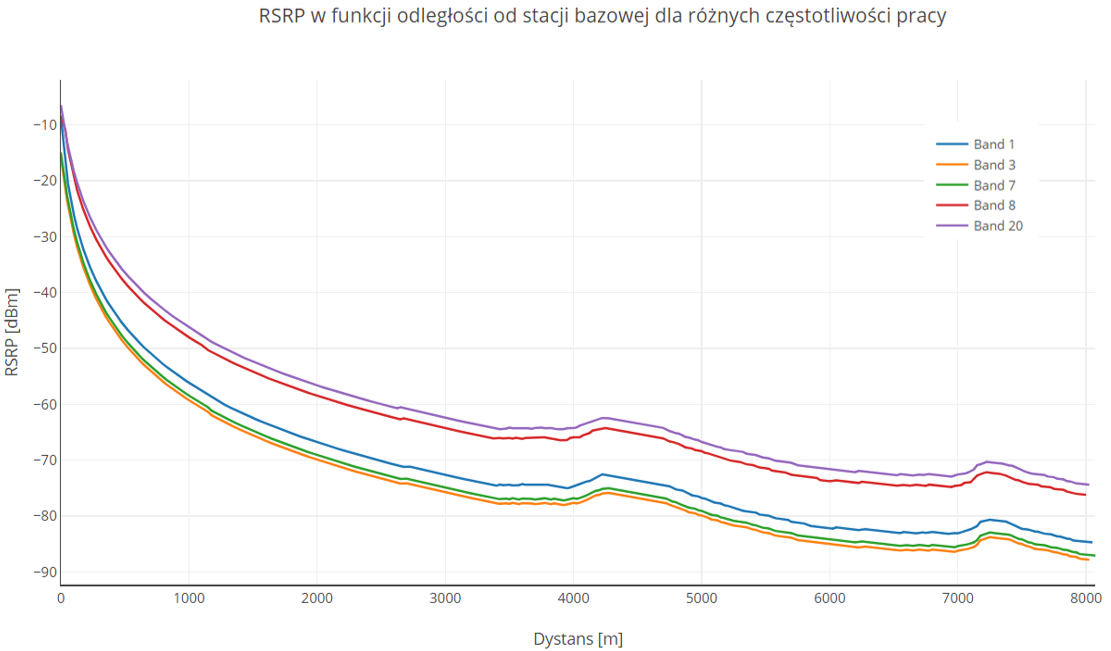 RSRP w funkcji odległości od stacji bazowej dla różnych częstotliwości pracy
−10
−20
−30
−40
−50
−60
−70
−80
−90
RSRP [dBm]
Band 1
Band 3
Band 7
Band 8
Band 20
0 1000 2000 3000 4000 5000 6000 7000 8000
Dystans [m]